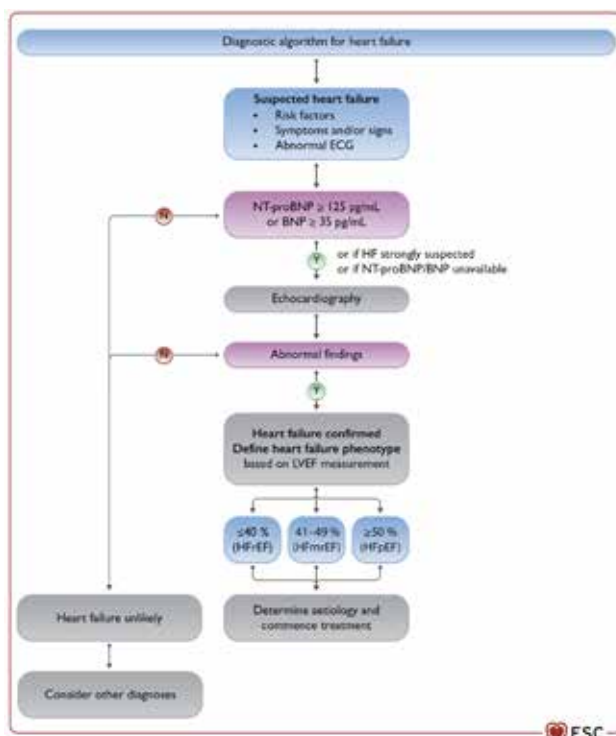 Diagnostic algorithm for heart failure
Suspected heart failure
• Risk factors
• Symptoms and/or signs
• Abnormal ECG
NT-proBNP ≥ 125 pg/mL
or BNP ≥ 35 pg/mL
N
Y
or if HF strongly suspected
or if NT-proBNP/BNP unavailable
Echocardiography
N
Abnormal findings
Y
Heart failure confirmed
Define heart failure phenotype
based on LVEF measurement
≤40 %
(HFrEF)
41–49 %
(HFmrEF)
≥50 %
(HFpEF)
Heart failure unlikely
Determine aetiology and
commence treatment
Consider other diagnoses
ESC